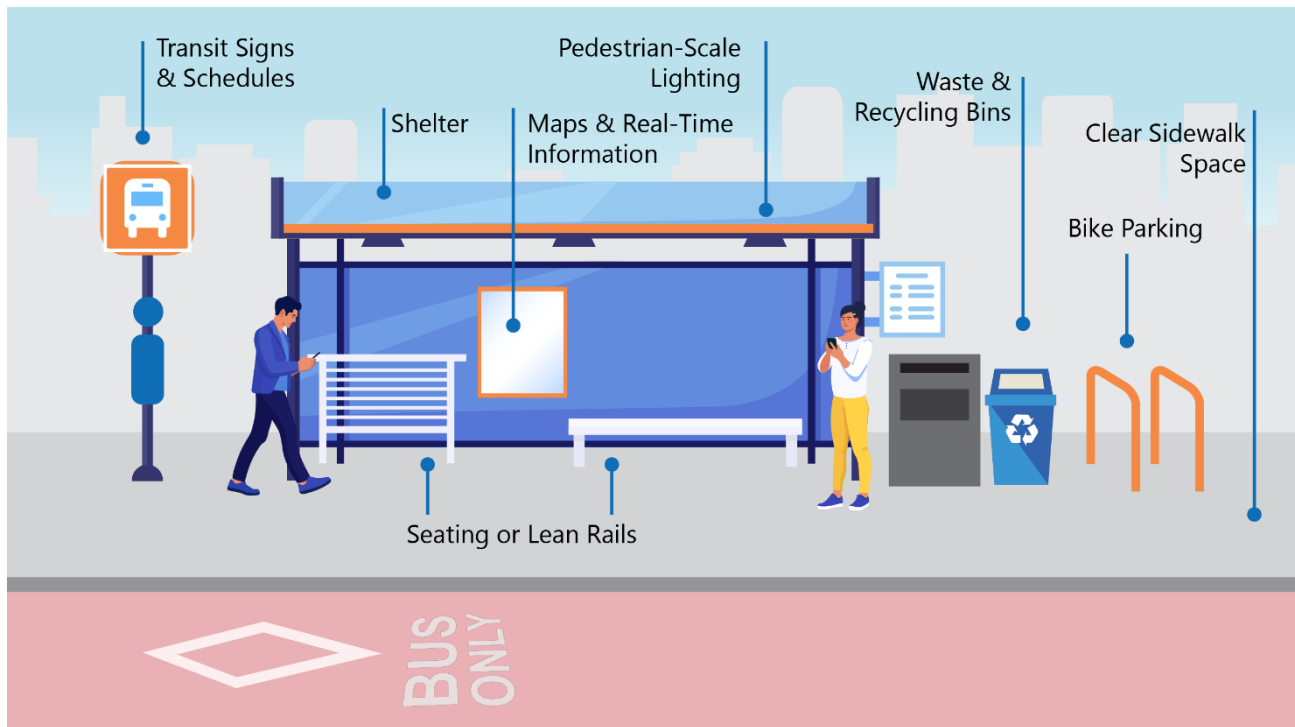 Transit Signs
& Schedules
Shelter
Maps & Real-Time
Information
Pedestrian-Scale
Lighting
Waste &
Recycling Bins
Clear Sidewalk
Space
Bike Parking
Seating or Lean Rails
BUS
ONLY